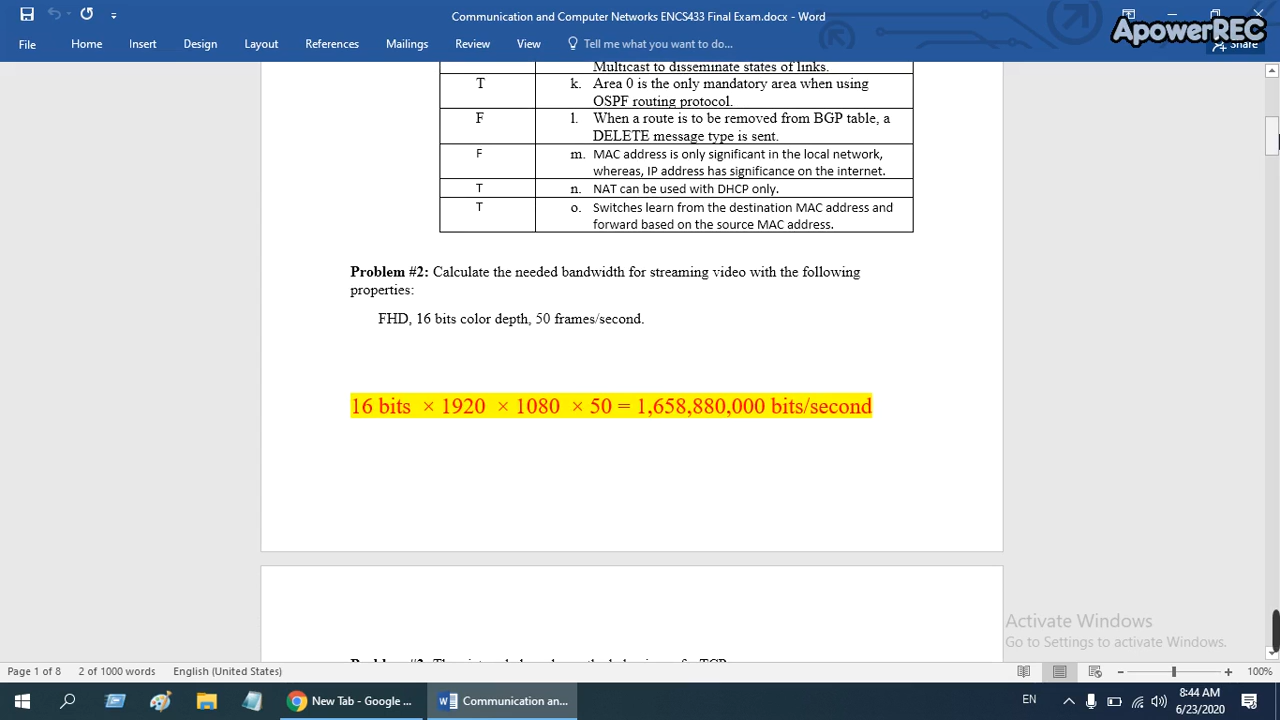 Communication and Computer Networks ENCS433 Final Exam.docx - Word
ApowerREC
File Home Insert Design Layout References Mailings Review View Tell me what you want to do... Share
Multicast to disseminate states of links.
T k. Area 0 is the only mandatory area when using
OSPF routing protocol.
F l. When a route is to be removed from BGP table, a
DELETE message type is sent.
F m. MAC address is only significant in the local network,
whereas, IP address has significance on the internet.
T n. NAT can be used with DHCP only.
T o. Switches learn from the destination MAC address and
forward based on the source MAC address.
Problem #2: Calculate the needed bandwidth for streaming video with the following
properties:
FHD, 16 bits color depth, 50 frames/second.
16 bits × 1920 × 1080 × 50 = 1,658,880,000 bits/second
Activate Windows
Go to Settings to activate Windows.
Page 1 of 8 2 of 1000 words English (United States) 100%
New Tab - Google ... Communication an... EN 8:44 AM
6/23/2020